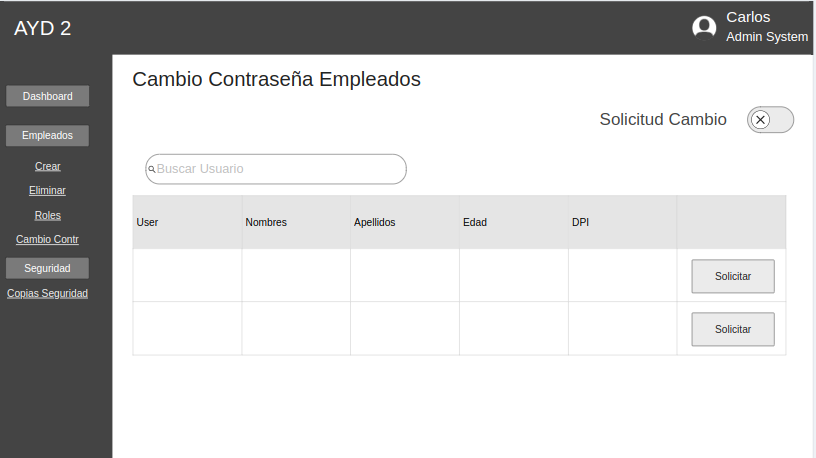 AYD 2
Carlos
Admin System
Dashboard
Empleados
Crear
Eliminar
Roles
Cambio Contr
Seguridad
Copias Seguridad
Cambio Contraseña Empleados
Solicitud Cambio
Buscar Usuario
User Nombres Apellidos Edad DPI
Solicitar
Solicitar